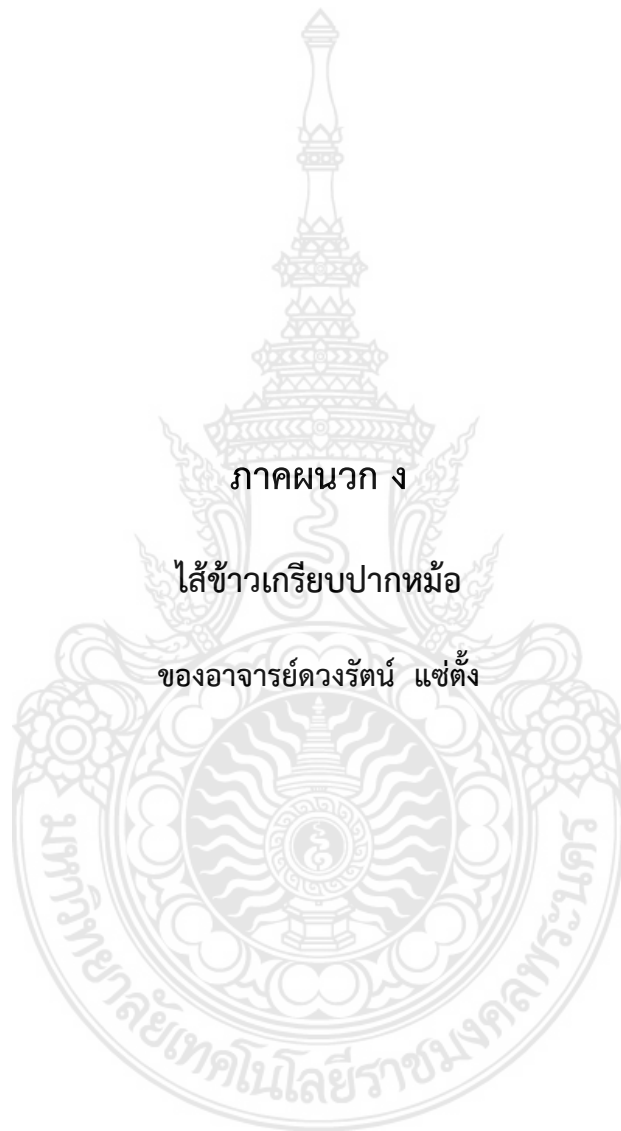 ภาคผนวก ง
ไส้ข้าวเกรียบปากหม้อ
ของอาจารย์ดวงรัตน์ แซ่ตั้ง
มหาวิทยาลัยเทคโนโลยีราชมงคลพระนคร